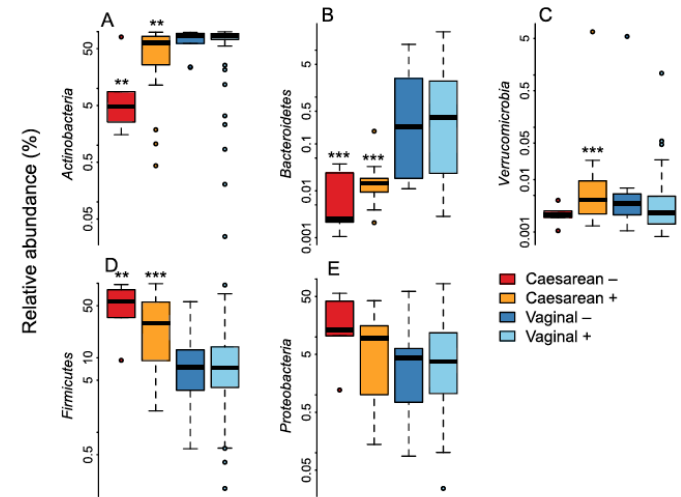 A
B
C
Relative abundance (%)
Actinobacteria
50
5
0.5
0.05
**
**
Bacteroidetes
5
0.5
0.1
0.01
0.001
***
***
Verrucomicrobia
5
0.5
0.05
0.01
0.001
***
D
E
Firmicutes
50
10
5
0.5
**
***
Proteobacteria
50
5
0.5
0.05
Caesarean –
Caesarean +
Vaginal –
Vaginal +